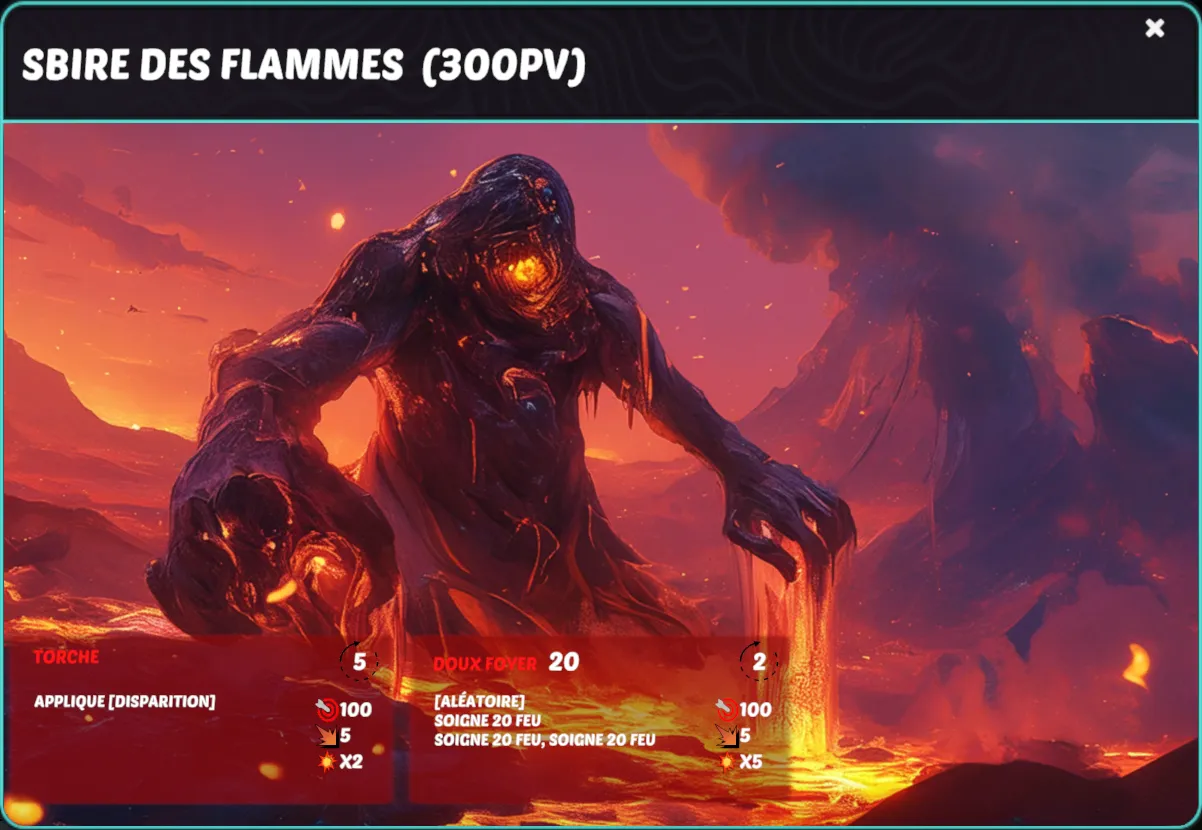 SBIRE DES FLAMMES (300PV)
TORCHE 5
APPLIQUE [DISPARITION]
100
5
X2
DOUX FOYER 20 2
[ALÉATOIRE]
SOIGNE 20 FEU
SOIGNE 20 FEU, SOIGNE 20 FEU
100
5
X5